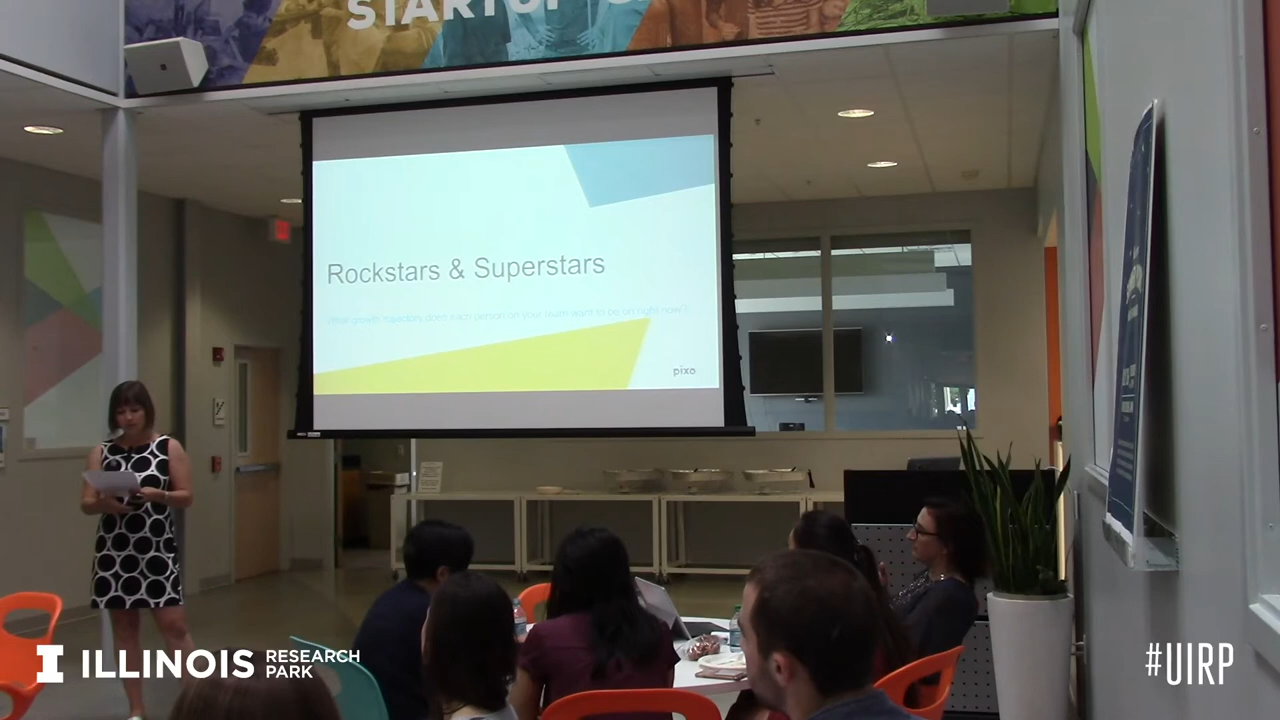 STARTUP
Rockstars & Superstars
What growth trajectory does each person on your team want to be on right now?
pixo
I ILLINOIS RESEARCH PARK
#UIRP